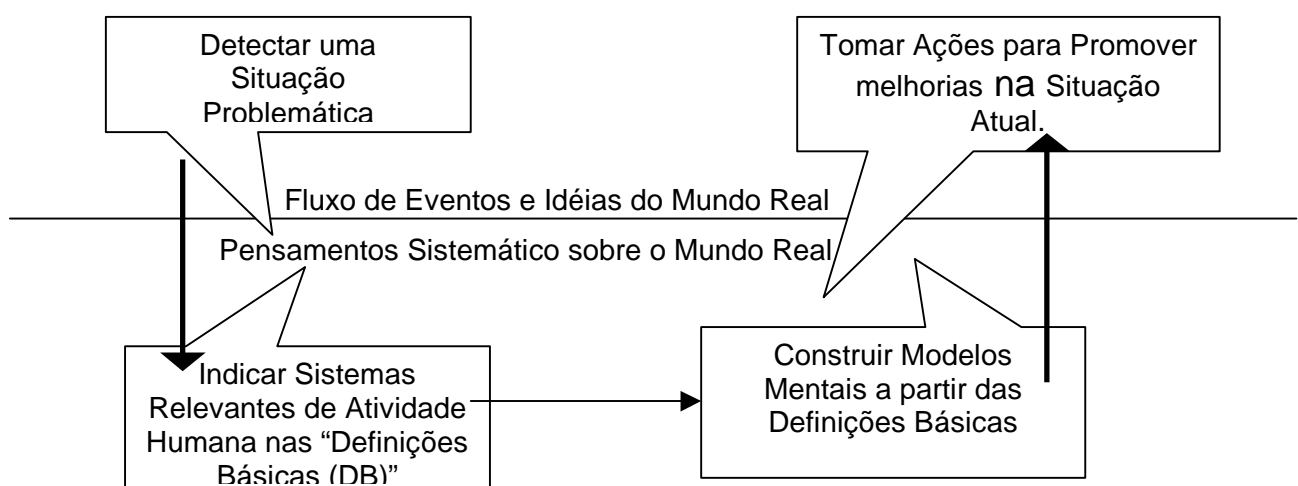 Detectar uma
Situação
Problemática
Tomar Ações para Promover
melhorias na Situação
Atual.
Fluxo de Eventos e Idéias do Mundo Real
Pensamentos Sistemático sobre o Mundo Real
Indicar Sistemas
Relevantes de Atividade
Humana nas “Definições
Básicas (DB)”
Construir Modelos
Mentais a partir das
Definições Básicas